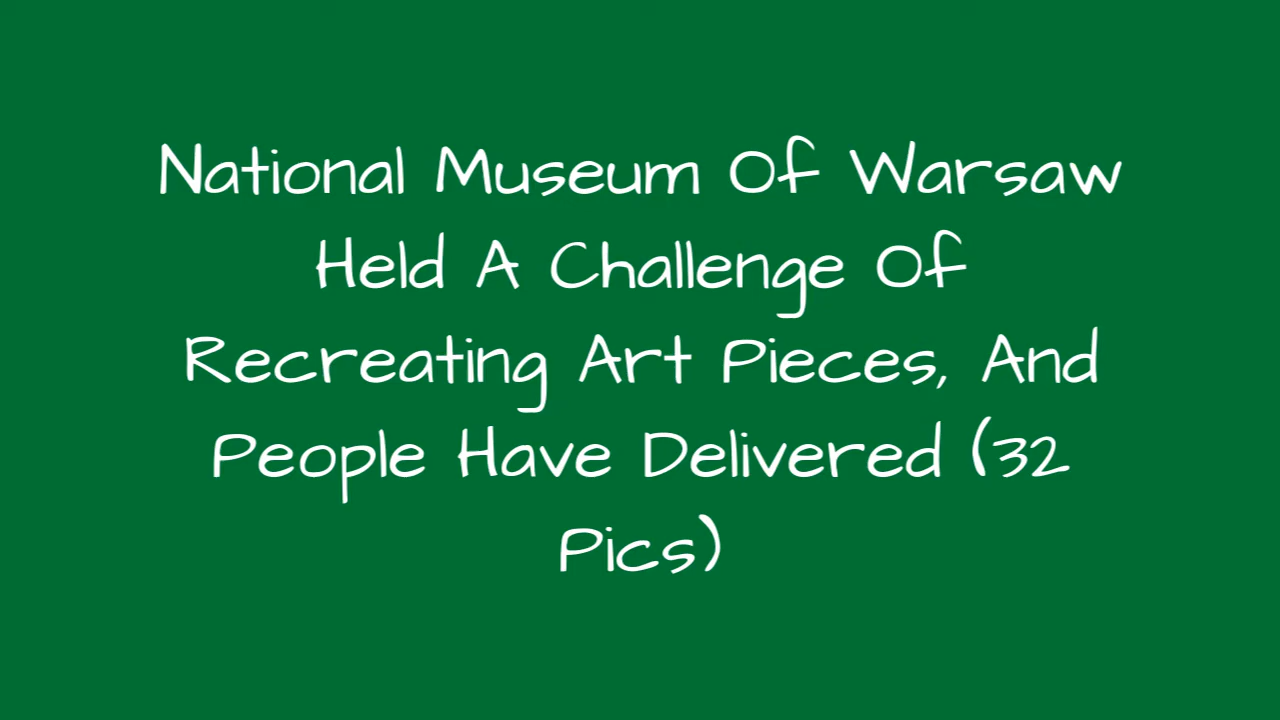 National Museum Of Warsaw
Held A Challenge Of
Recreating Art Pieces, And
People Have Delivered (32
Pics)